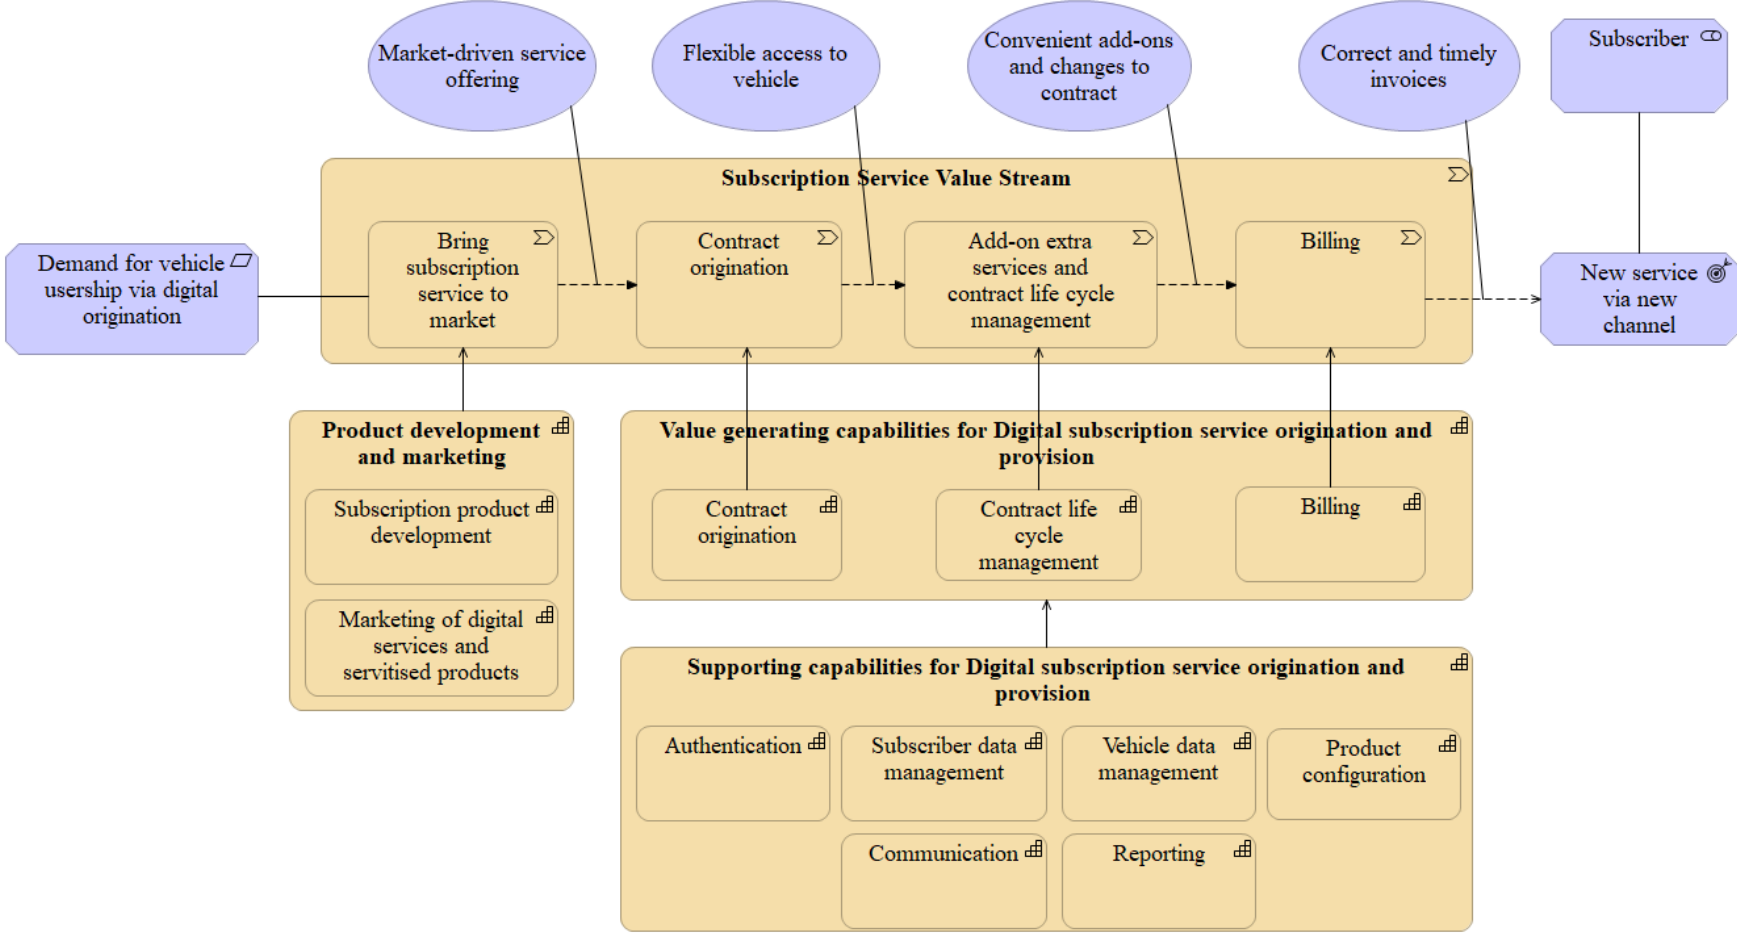 Market-driven service
offering
Flexible access to
vehicle
Convenient add-ons
and changes to
contract
Correct and timely
invoices
Subscriber
Subscription Service Value Stream
Demand for vehicle
usership via digital
origination
Bring
subscription
service to
market
Contract
origination
Add-on extra
services and
contract life cycle
management
Billing
New service
via new
channel
Product development
and marketing
Subscription product
development
Marketing of digital
services and
servitised products
Value generating capabilities for Digital subscription service origination and
provision
Contract
origination
Contract life
cycle
management
Billing
Supporting capabilities for Digital subscription service origination and
provision
Authentication
Subscriber data
management
Vehicle data
management
Product
configuration
Communication
Reporting